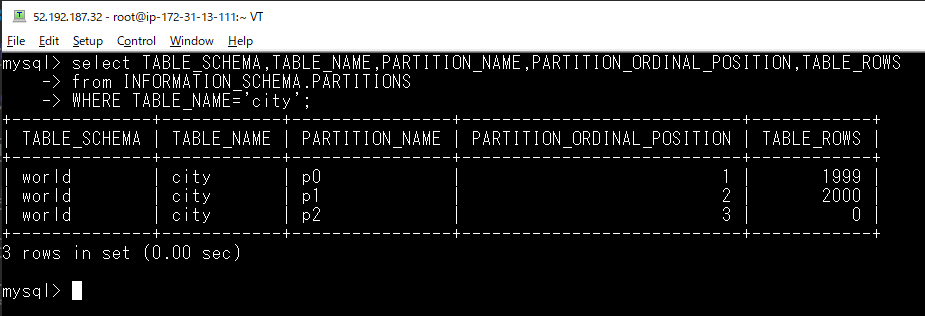 52.192.187.32 - root@ip-172-31-13-111:~ VT
File Edit Setup Control Window Help
mysql> select TABLE_SCHEMA,TABLE_NAME,PARTITION_NAME,PARTITION_ORDINAL_POSITION,TABLE_ROWS
    -> from INFORMATION_SCHEMA.PARTITIONS
    -> WHERE TABLE_NAME='city';
+--------------+------------+----------------+----------------------------+------------+
| TABLE_SCHEMA | TABLE_NAME | PARTITION_NAME | PARTITION_ORDINAL_POSITION | TABLE_ROWS |
+--------------+------------+----------------+----------------------------+------------+
| world        | city       | p0             |                          1 |       1999 |
| world        | city       | p1             |                          2 |       2000 |
| world        | city       | p2             |                          3 |          0 |
+--------------+------------+----------------+----------------------------+------------+
3 rows in set (0.00 sec)
mysql>